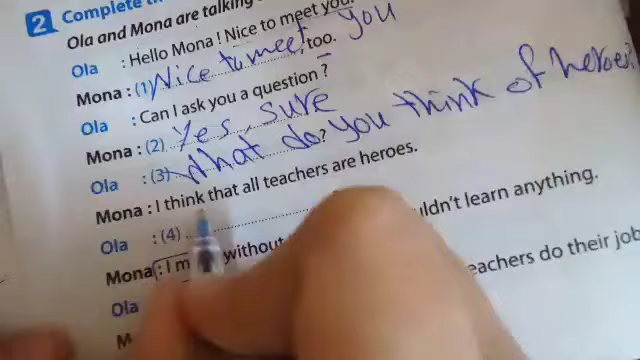 2 Complete th
Ola and Mona are talking
Ola : Hello Mona ! Nice to meet you.
Mona : (1) Nice to meet you, too.
Ola : Can I ask you a question ?
Mona : (2) Yes, sure
Ola : (3) What do you think of heroes?
Mona : I think that all teachers are heroes.
Ola : (4)
Mona : I m without uldn't learn anything.
Ola eachers do their job
M